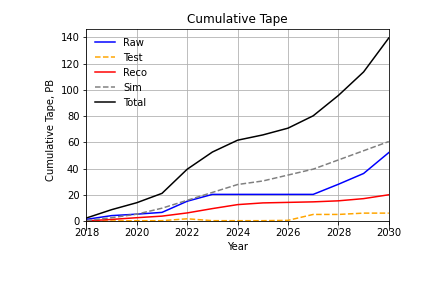 Cumulative Tape
140
120
100
80
60
40
20
0
Cumulative Tape, PB
Raw
Test
Reco
Sim
Total
2018 2020 2022 2024 2026 2028 2030
Year